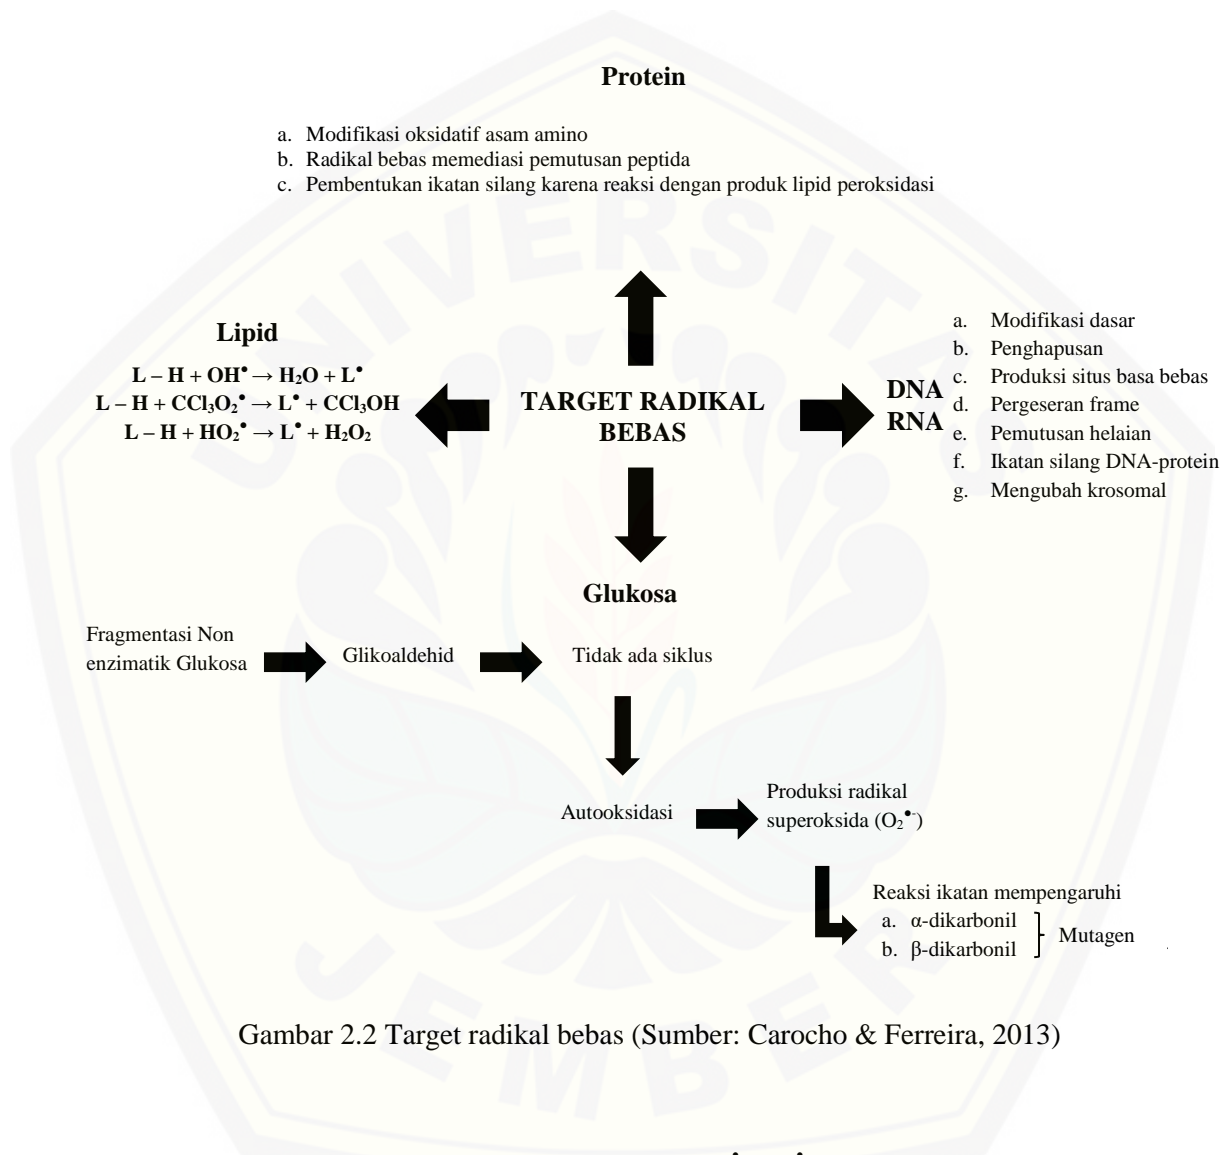 Protein
a. Modifikasi oksidatif asam amino
b. Radikal bebas memediasi pemutusan peptida
c. Pembentukan ikatan silang karena reaksi dengan produk lipid peroksidasi
Lipid
L – H + OH• → H₂O + L•
L – H + CCl₃O₂• → L• + CCl₃OH
L – H + HO₂• → L• + H₂O₂
TARGET RADIKAL
BEBAS
DNA
RNA
a. Modifikasi dasar
b. Penghapusan
c. Produksi situs basa bebas
d. Pergeseran frame
e. Pemutusan helaian
f. Ikatan silang DNA-protein
g. Mengubah krosomal
Glukosa
Fragmentasi Non
enzimatik Glukosa
Glikoaldehid
Tidak ada siklus
Autooksidasi
Produksi radikal
superoksida (O₂•⁻)
Reaksi ikatan mempengaruhi
a. α-dikarbonil
b. β-dikarbonil
Mutagen
Gambar 2.2 Target radikal bebas (Sumber: Carocho & Ferreira, 2013)
UNIVERSITAS
JEMBER